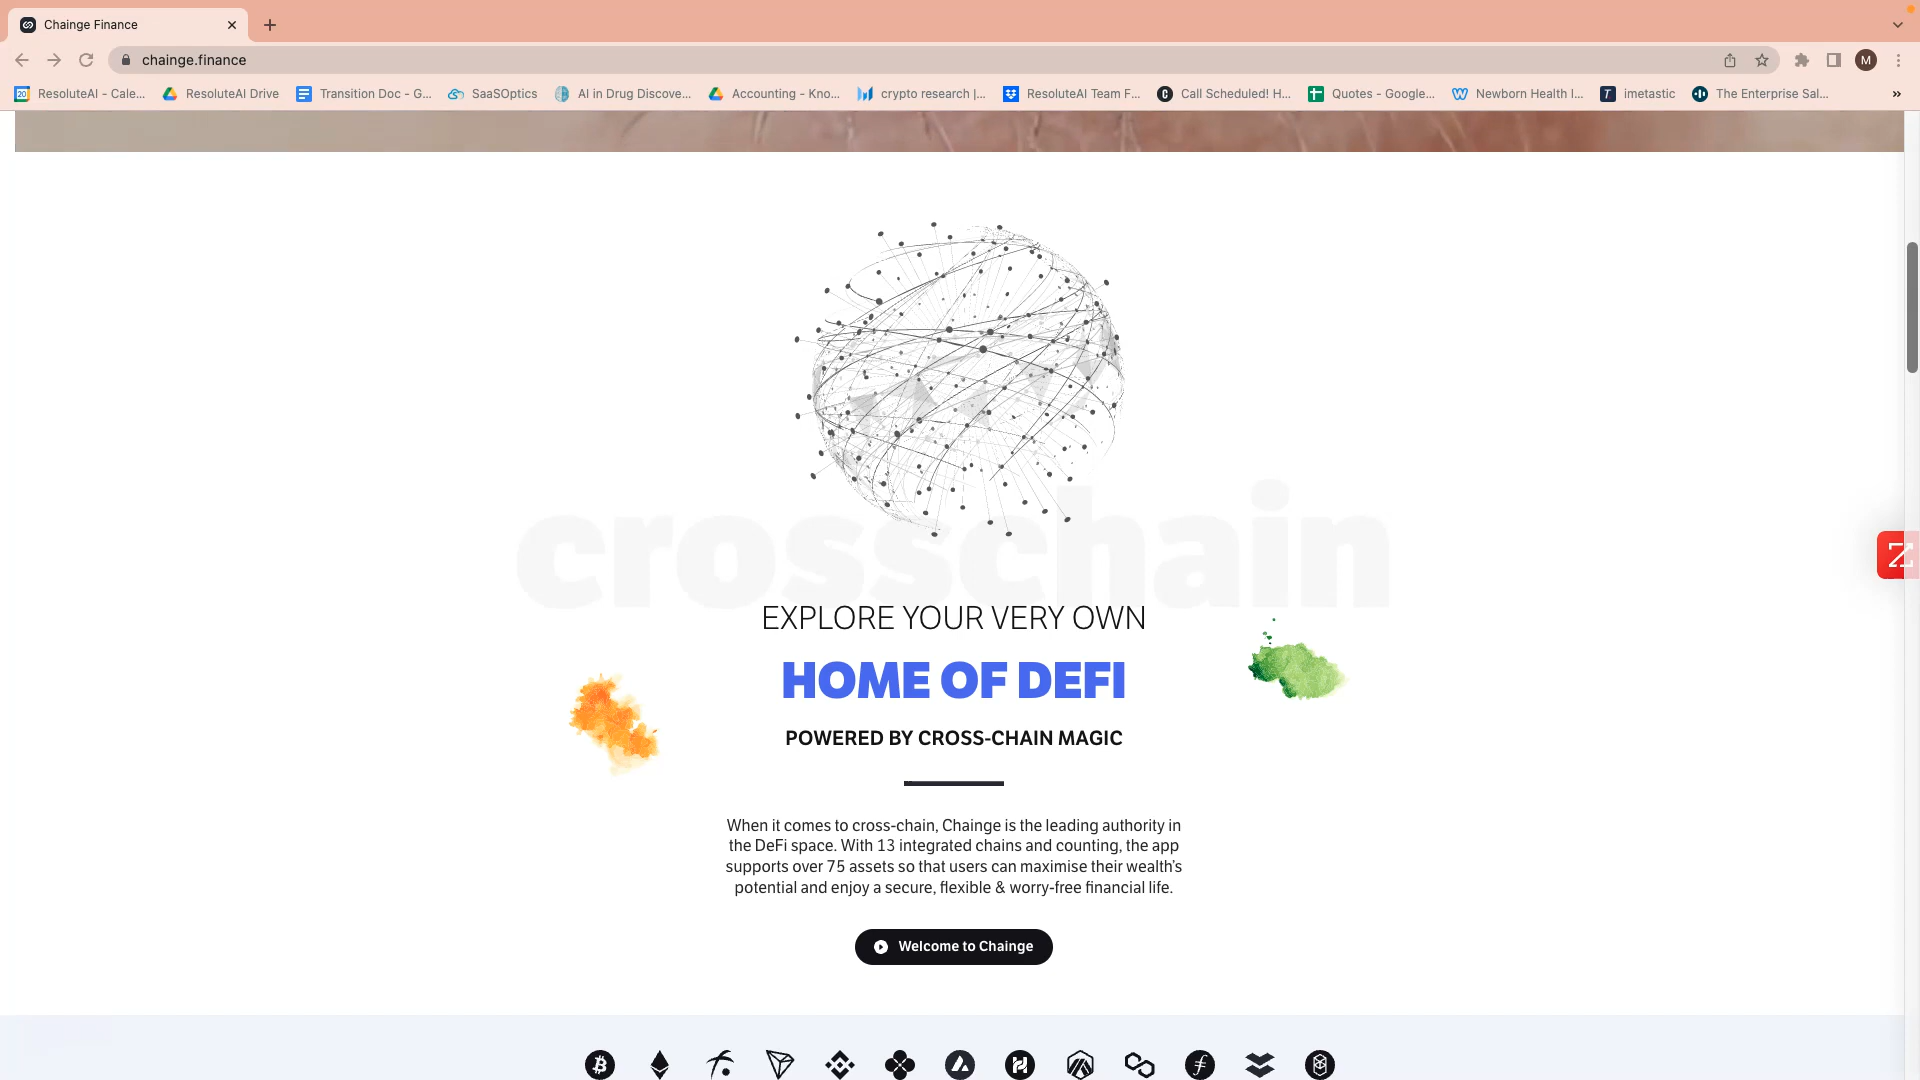 Chainge Finance
chainge.finance
M
ResoluteAI - Cale...
ResoluteAI Drive
Transition Doc - G...
SaaSOptics
AI in Drug Discove...
Accounting - Kno...
crypto research |...
ResoluteAI Team F...
Call Scheduled! H...
Quotes - Google...
Newborn Health I...
imetastic
The Enterprise Sal...
»
crosschain
EXPLORE YOUR VERY OWN
HOME OF DEFI
POWERED BY CROSS-CHAIN MAGIC
When it comes to cross-chain, Chainge is the leading authority in
the DeFi space. With 13 integrated chains and counting, the app
supports over 75 assets so that users can maximise their wealth's
potential and enjoy a secure, flexible & worry-free financial life.
Welcome to Chainge